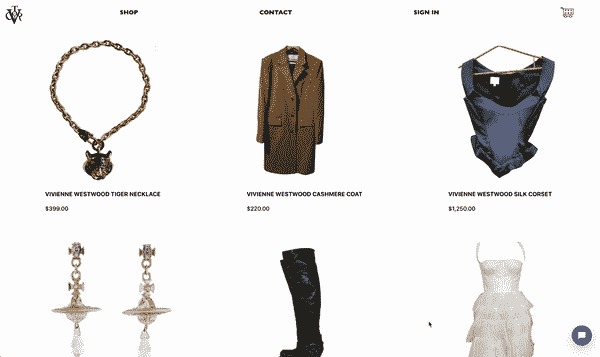 SHOP
CONTACT
SIGN IN
VIVIENNE WESTWOOD TIGER NECKLACE
VIVIENNE WESTWOOD CASHMERE COAT
VIVIENNE WESTWOOD SILK CORSET
$399.00
$220.00
$1,250.00